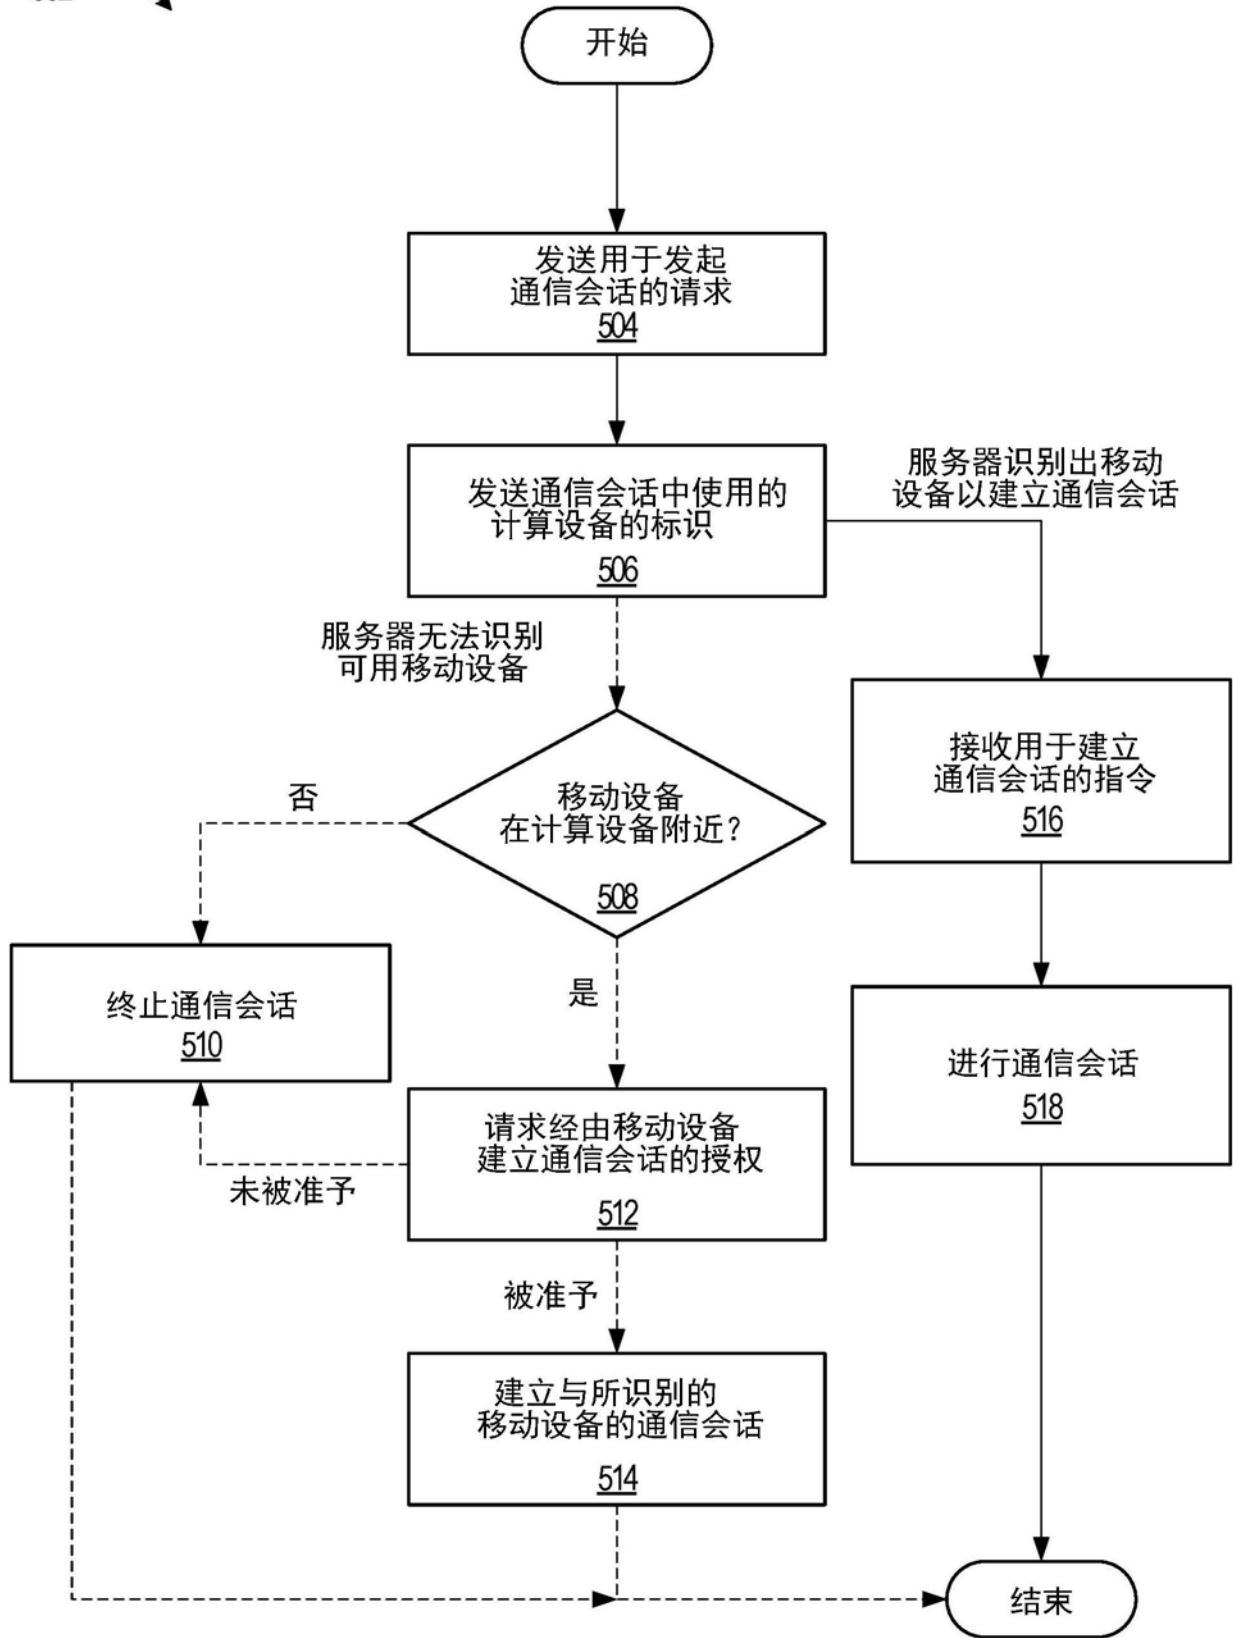 开始
发送用于发起
通信会话的请求
504
发送通信会话中使用的
计算设备的标识
506
服务器识别出移动
设备以建立通信会话
服务器无法识别
可用移动设备
接收用于建立
通信会话的指令
516
否
移动设备
在计算设备附近?
508
终止通信会话
510
是
进行通信会话
518
请求经由移动设备
建立通信会话的授权
512
未被准予
被准予
建立与所识别的
移动设备的通信会话
514
结束